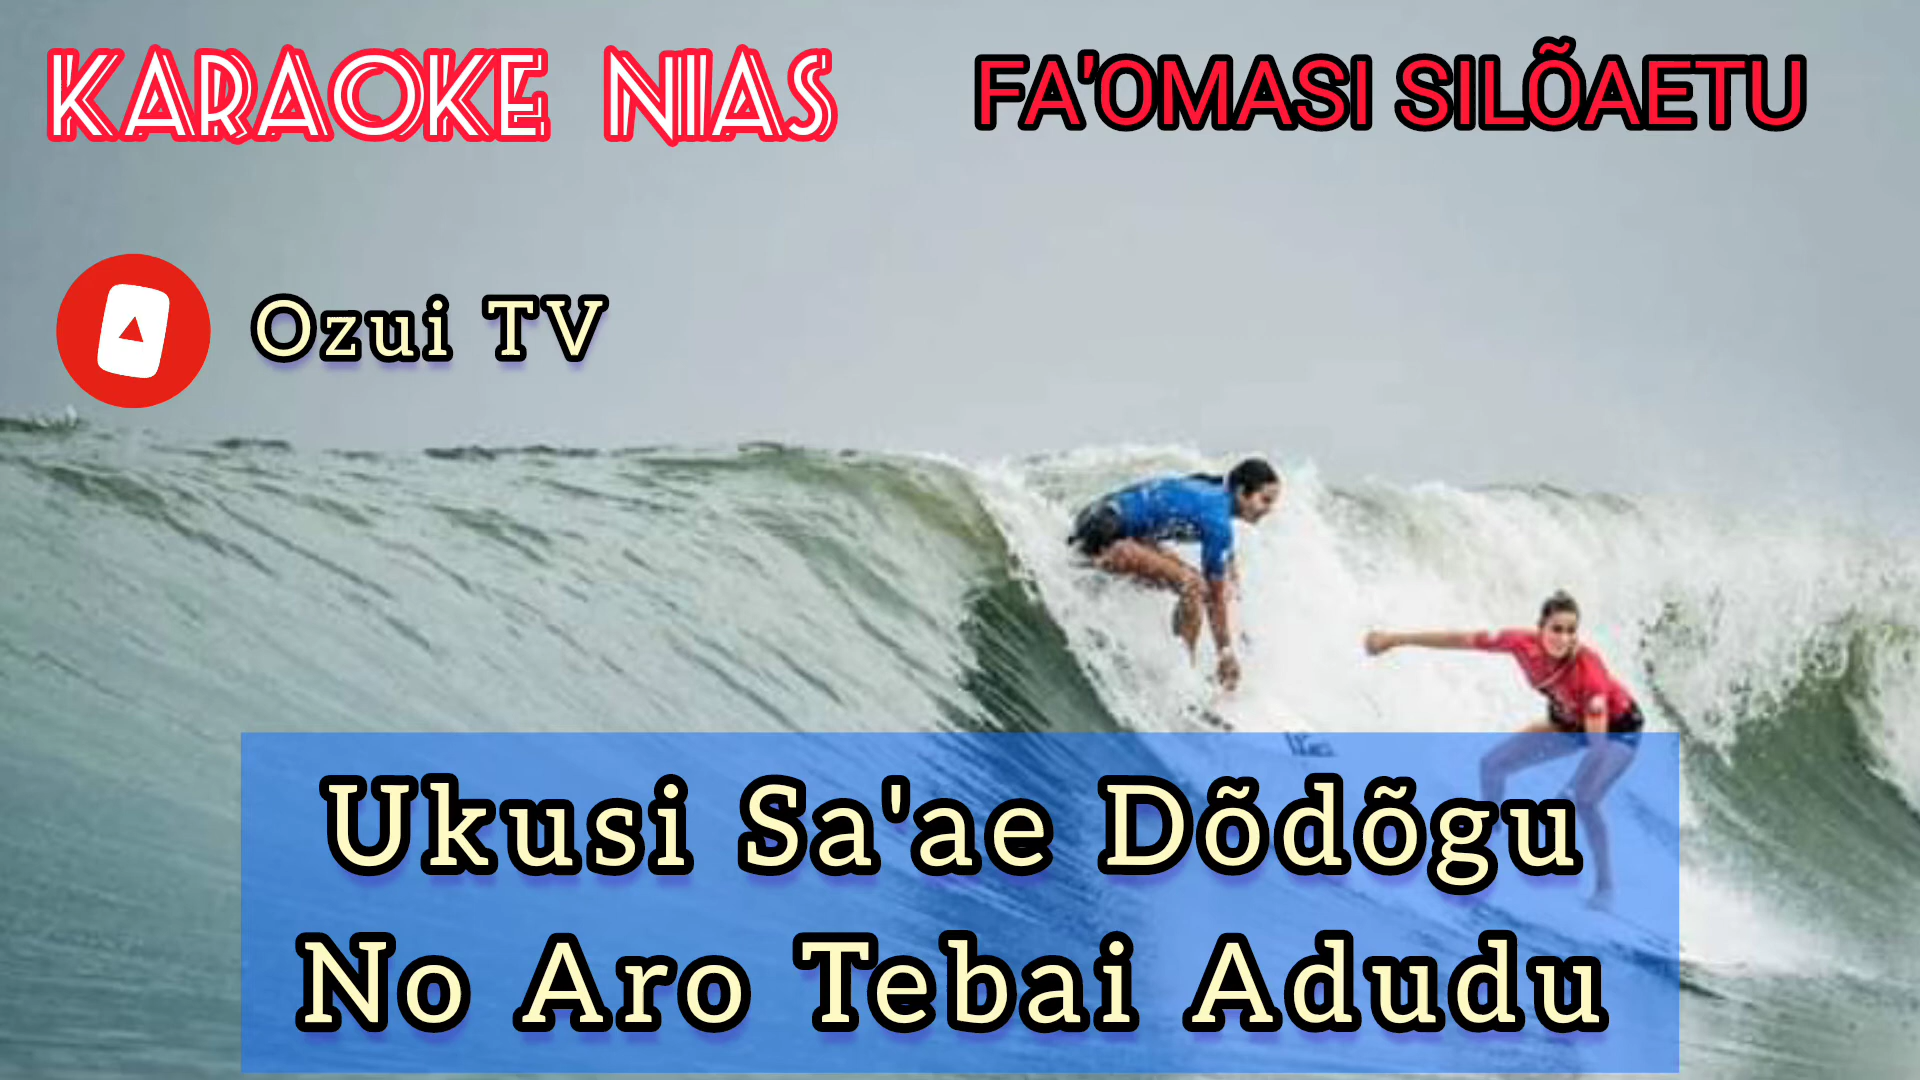 KARAOKE NIAS
FA'OMASI SILÕAETU
Ozui TV
Ukusi Sa'ae Dõdõgu
No Aro Tebai Adudu